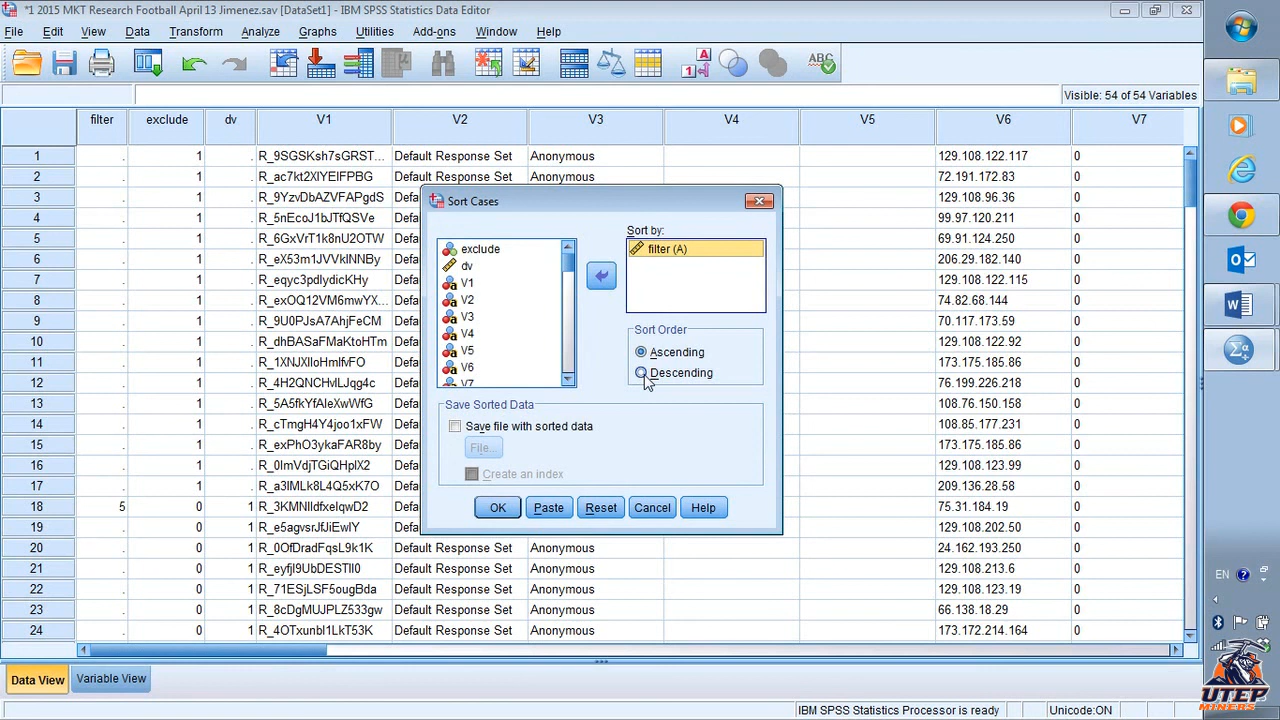 *1 2015 MKT Research Football April 13 Jimenez.sav [DataSet1] - IBM SPSS Statistics Data Editor
File Edit View Data Transform Analyze Graphs Utilities Add-ons Window Help
Visible: 54 of 54 Variables
filter exclude dv V1 V2 V3 V4 V5 V6 V7
1 . 1 . R_9SGSKsh7sGRST... Default Response Set Anonymous 129.108.122.117 0
2 . 1 . R_ac7kt2XlYElFPBG Default Response Set Anonymous 72.191.172.83 0
3 . 1 . R_9YzvDbAZVFAPgdS 129.108.96.36 0
4 . 1 . R_5nEcoJ1bJTfQSVe 99.97.120.211 0
5 . 1 . R_6GxVrT1k8nU2OTW 69.91.124.250 0
6 . 1 . R_eX53m1JVVklNNBy 206.29.182.140 0
7 . 1 . R_eqyc3pdlydicKHy 129.108.122.115 0
8 . 1 . R_exOQ12VM6mwYX... 74.82.68.144 0
9 . 1 . R_9U0PJsA7AhjFeCM 70.117.173.59 0
10 . 1 . R_dhBASaFMaKtoHTm 129.108.122.92 0
11 . 1 . R_1XNJXlloHmlfvFO 173.175.185.86 0
12 . 1 . R_4H2QNCHvlLJqg4c 76.199.226.218 0
13 . 1 . R_5A5fkYfAleXwWfG 108.76.150.158 0
14 . 1 . R_cTmgH4Y4joo1xFW 108.85.177.231 0
15 . 1 . R_exPhO3ykaFAR8by 173.175.185.86 0
16 . 1 . R_0ImVdjTGiQHplX2 129.108.123.99 0
17 . 1 . R_a3lMLk8L4Q5xK7O 209.136.28.58 0
18 5 0 1 R_3KMNlldfxelqwD2 75.31.184.19 0
19 . 0 1 R_e5agvsrJfJiEwlY 129.108.202.50 0
20 . 0 1 R_0OfDradFqsL9k1K Default Response Set Anonymous 24.162.193.250 0
21 . 0 1 R_eyfjl9UbDESTll0 Default Response Set Anonymous 129.108.213.6 0
22 . 0 1 R_71ESjLSF5ougBda Default Response Set Anonymous 129.108.123.19 0
23 . 0 1 R_8cDgMUJPLZ533gw Default Response Set Anonymous 66.138.18.29 0
24 . 0 1 R_4OTxunbl1LkT53K Default Response Set Anonymous 173.172.214.164 0
Sort Cases
Sort by:
exclude
dv
V1
V2
V3
V4
V5
V6
V7
filter (A)
Sort Order
Ascending
Descending
Save Sorted Data
Save file with sorted data
File...
Create an index
OK Paste Reset Cancel Help
Data View Variable View
IBM SPSS Statistics Processor is ready Unicode:ON
EN
UTEP
MINERS